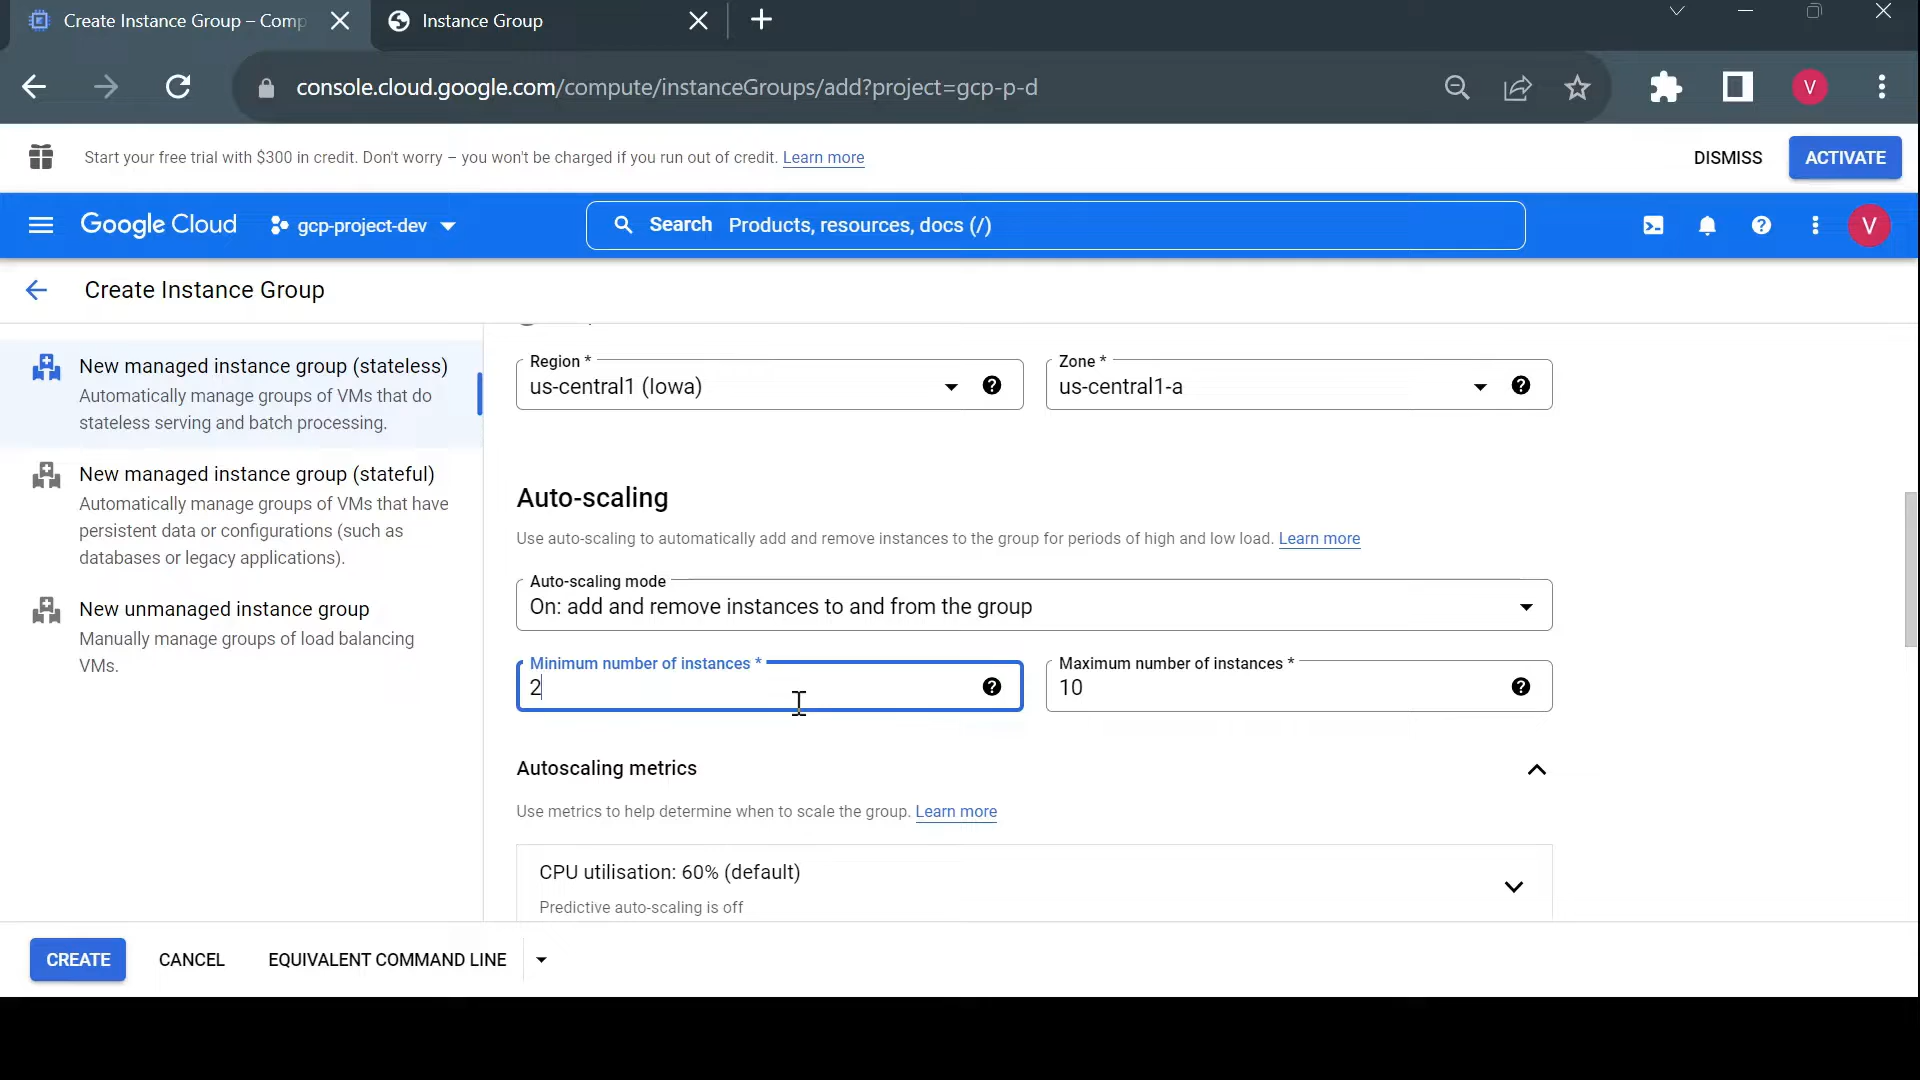 Create Instance Group – Comp
Instance Group
console.cloud.google.com/compute/instanceGroups/add?project=gcp-p-d
V
Start your free trial with $300 in credit. Don't worry – you won't be charged if you run out of credit. Learn more
DISMISS
ACTIVATE
Google Cloud
gcp-project-dev
Search Products, resources, docs (/)
V
Create Instance Group
New managed instance group (stateless)
Automatically manage groups of VMs that do
stateless serving and batch processing.
New managed instance group (stateful)
Automatically manage groups of VMs that have
persistent data or configurations (such as
databases or legacy applications).
New unmanaged instance group
Manually manage groups of load balancing
VMs.
Region *
us-central1 (Iowa)
Zone *
us-central1-a
Auto-scaling
Use auto-scaling to automatically add and remove instances to the group for periods of high and low load. Learn more
Auto-scaling mode
On: add and remove instances to and from the group
Minimum number of instances *
2
Maximum number of instances *
10
Autoscaling metrics
Use metrics to help determine when to scale the group. Learn more
CPU utilisation: 60% (default)
Predictive auto-scaling is off
CREATE
CANCEL
EQUIVALENT COMMAND LINE